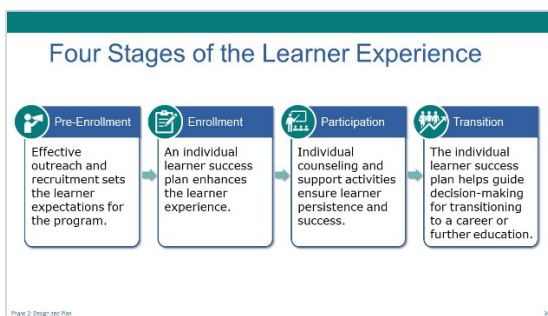 Four Stages of the Learner Experience
Pre-Enrollment
Effective
outreach and
recruitment sets
the learner
expectations for
the program.
Enrollment
An individual
learner success
plan enhances
the learner
experience.
Participation
Individual
counseling and
support activities
ensure learner
persistence and
success.
Transition
The individual
learner success
plan helps guide
decision-making
for transitioning
to a career or
further education.
Phase 2: Design and Plan